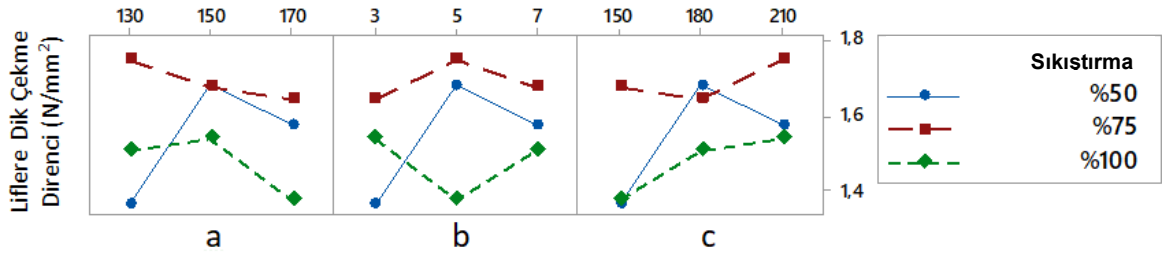 130 150 170 3 5 7 150 180 210
Liflere Dik Çekme
Direnci (N/mm²)
1,8
1,6
1,4
a b c
Sıkıstırma
%50
%75
%100